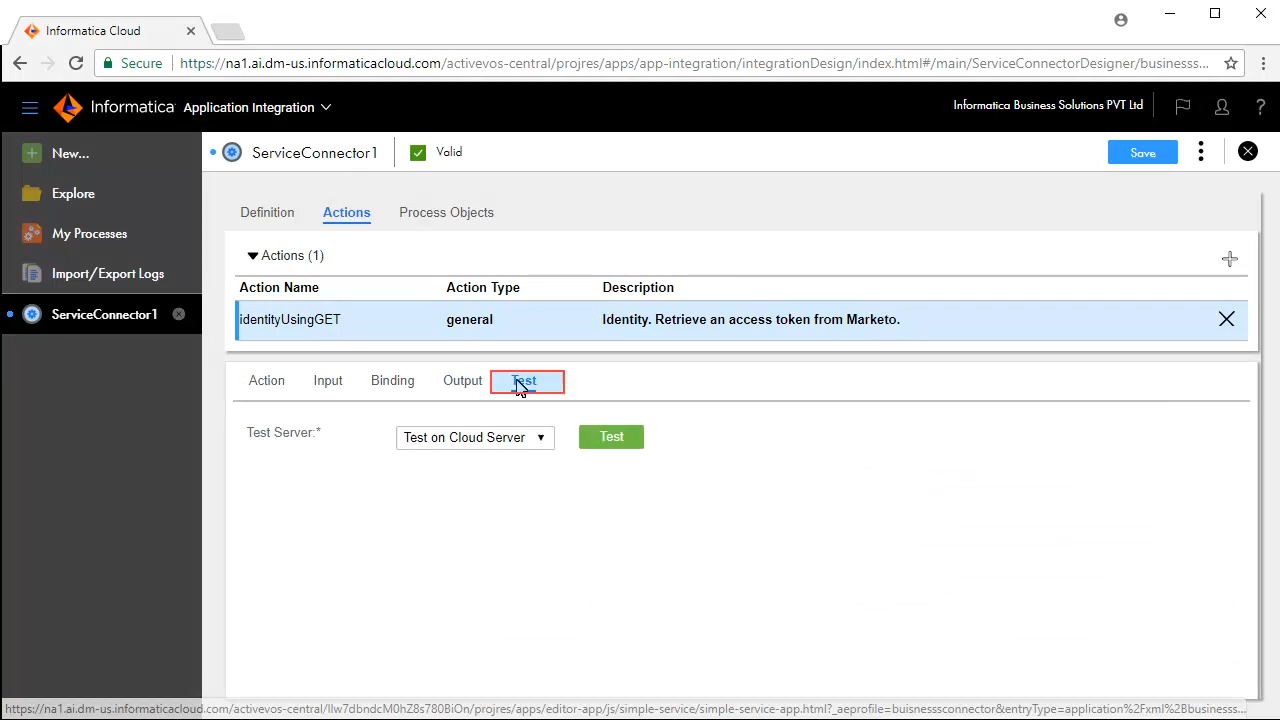 Informatica Cloud
Secure https://na1.ai.dm-us.informaticacloud.com/activevos-central/projres/apps/app-integration/integrationDesign/index.html#/main/ServiceConnectorDesigner/businesss...
Informatica Application Integration
Informatica Business Solutions PVT Ltd
?
New...
Explore
My Processes
Import/Export Logs
ServiceConnector1
ServiceConnector1
Valid
Save
Definition Actions Process Objects
Actions (1)
Action Name Action Type Description
identityUsingGET general Identity. Retrieve an access token from Marketo.
Action Input Binding Output Test
Test Server:* Test on Cloud Server Test
https://na1.ai.dm-us.informaticacloud.com/activevos-central/llw7dbndcM0hZ8s780BiOn/projres/apps/editor-app/js/simple-service/simple-service-app.html?_aeprofile=buisnesssconnector&entryType=application%2Fxml%2Bbusinesss...